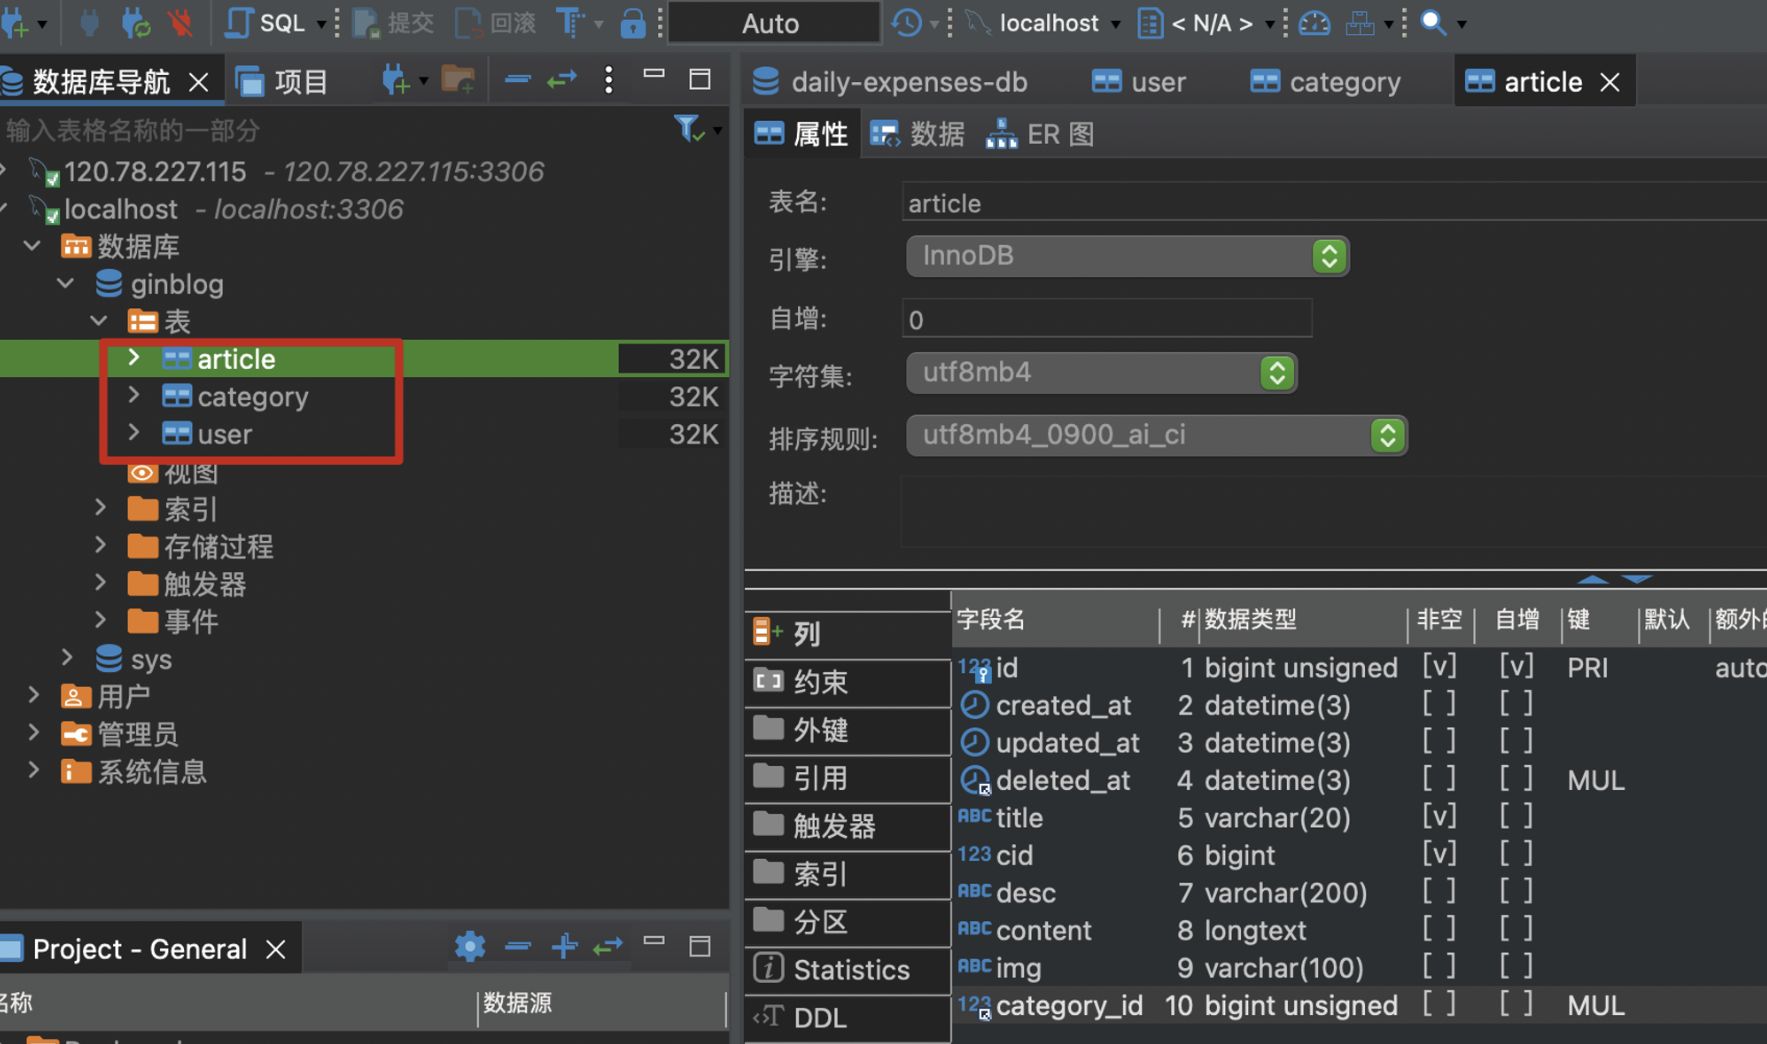 SQL 提交 回滚 Auto localhost < N/A >
数据库导航 项目
daily-expenses-db user category article
输入表格名称的一部分
属性 数据 ER 图
120.78.227.115 - 120.78.227.115:3306
localhost - localhost:3306
数据库
ginblog
表
article 32K
category 32K
user 32K
视图
索引
存储过程
触发器
事件
sys
用户
管理员
系统信息
表名: article
引擎: InnoDB
自增: 0
字符集: utf8mb4
排序规则: utf8mb4_0900_ai_ci
描述:
列
约束
外键
引用
触发器
索引
分区
Statistics
DDL
字段名 # 数据类型 非空 自增 键 默认 额外
123 id 1 bigint unsigned [v] [v] PRI auto
created_at 2 datetime(3) [ ] [ ]
updated_at 3 datetime(3) [ ] [ ]
deleted_at 4 datetime(3) [ ] [ ] MUL
ABC title 5 varchar(20) [v] [ ]
123 cid 6 bigint [v] [ ]
ABC desc 7 varchar(200) [ ] [ ]
ABC content 8 longtext [ ] [ ]
ABC img 9 varchar(100) [ ] [ ]
123 category_id 10 bigint unsigned [ ] [ ] MUL
Project - General
名称 数据源